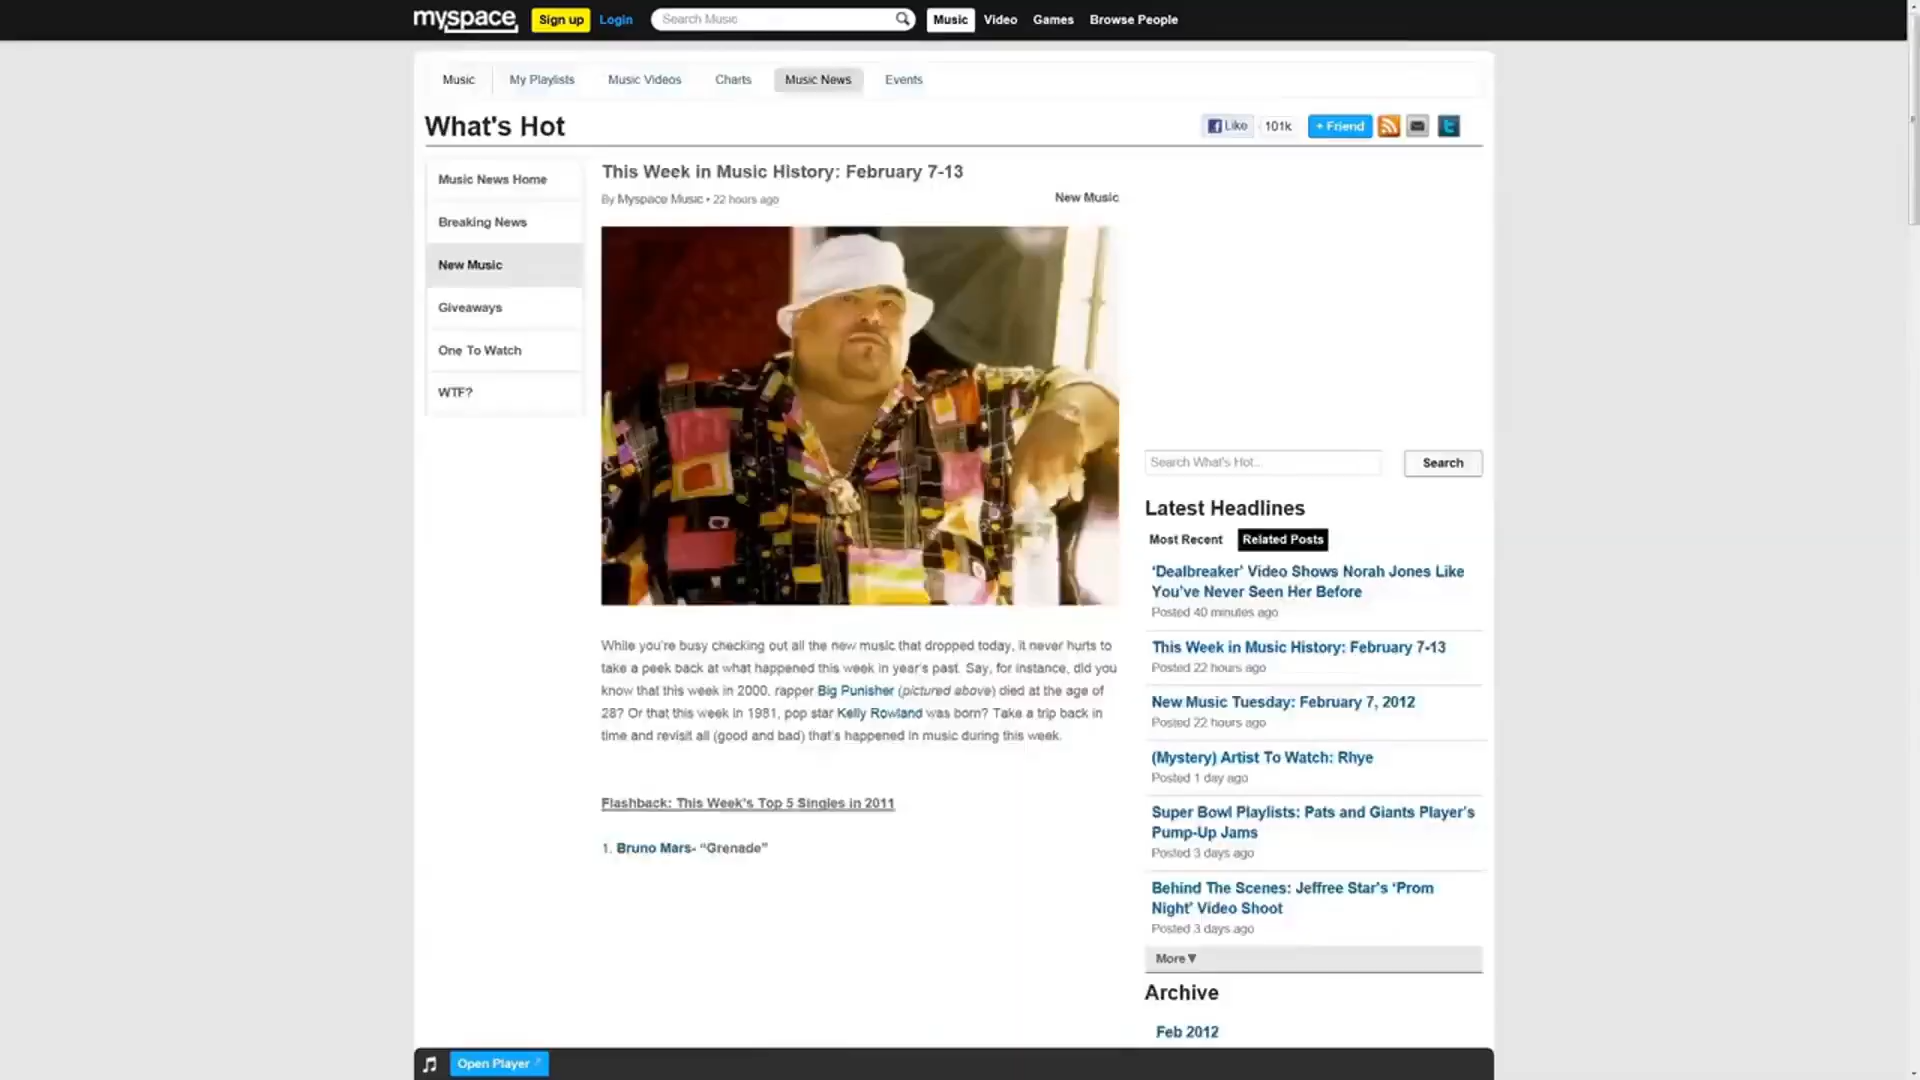 myspace Sign up Login Search Music Music Video Games Browse People
Music My Playlists Music Videos Charts Music News Events
What's Hot
Like 101k + Friend
Music News Home
Breaking News
New Music
Giveaways
One To Watch
WTF?
This Week in Music History: February 7-13
By Myspace Music • 22 hours ago New Music
While you're busy checking out all the new music that dropped today, it never hurts to
take a peek back at what happened this week in year's past. Say, for instance, did you
know that this week in 2000, rapper Big Punisher (pictured above) died at the age of
28? Or that this week in 1981, pop star Kelly Rowland was born? Take a trip back in
time and revisit all (good and bad) that's happened in music during this week.
Flashback: This Week's Top 5 Singles in 2011
1. Bruno Mars- “Grenade”
Search What's Hot... Search
Latest Headlines
Most Recent Related Posts
‘Dealbreaker’ Video Shows Norah Jones Like
You've Never Seen Her Before
Posted 40 minutes ago
This Week in Music History: February 7-13
Posted 22 hours ago
New Music Tuesday: February 7, 2012
Posted 22 hours ago
(Mystery) Artist To Watch: Rhye
Posted 1 day ago
Super Bowl Playlists: Pats and Giants Player's
Pump-Up Jams
Posted 3 days ago
Behind The Scenes: Jeffree Star's ‘Prom
Night’ Video Shoot
Posted 3 days ago
More▼
Archive
Feb 2012
Open Player